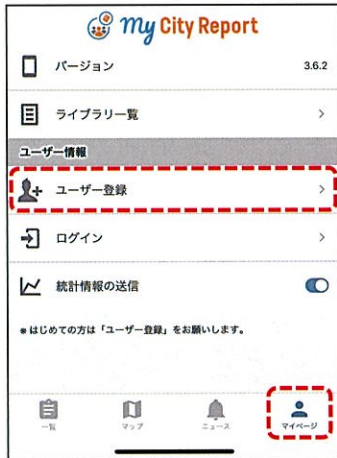 My City Report
バージョン 3.6.2
ライブラリ一覧
ユーザー情報
ユーザー登録
ログイン
統計情報の送信
※はじめての方は「ユーザー登録」をお願いします。
一覧 マップ ニュース マイページ